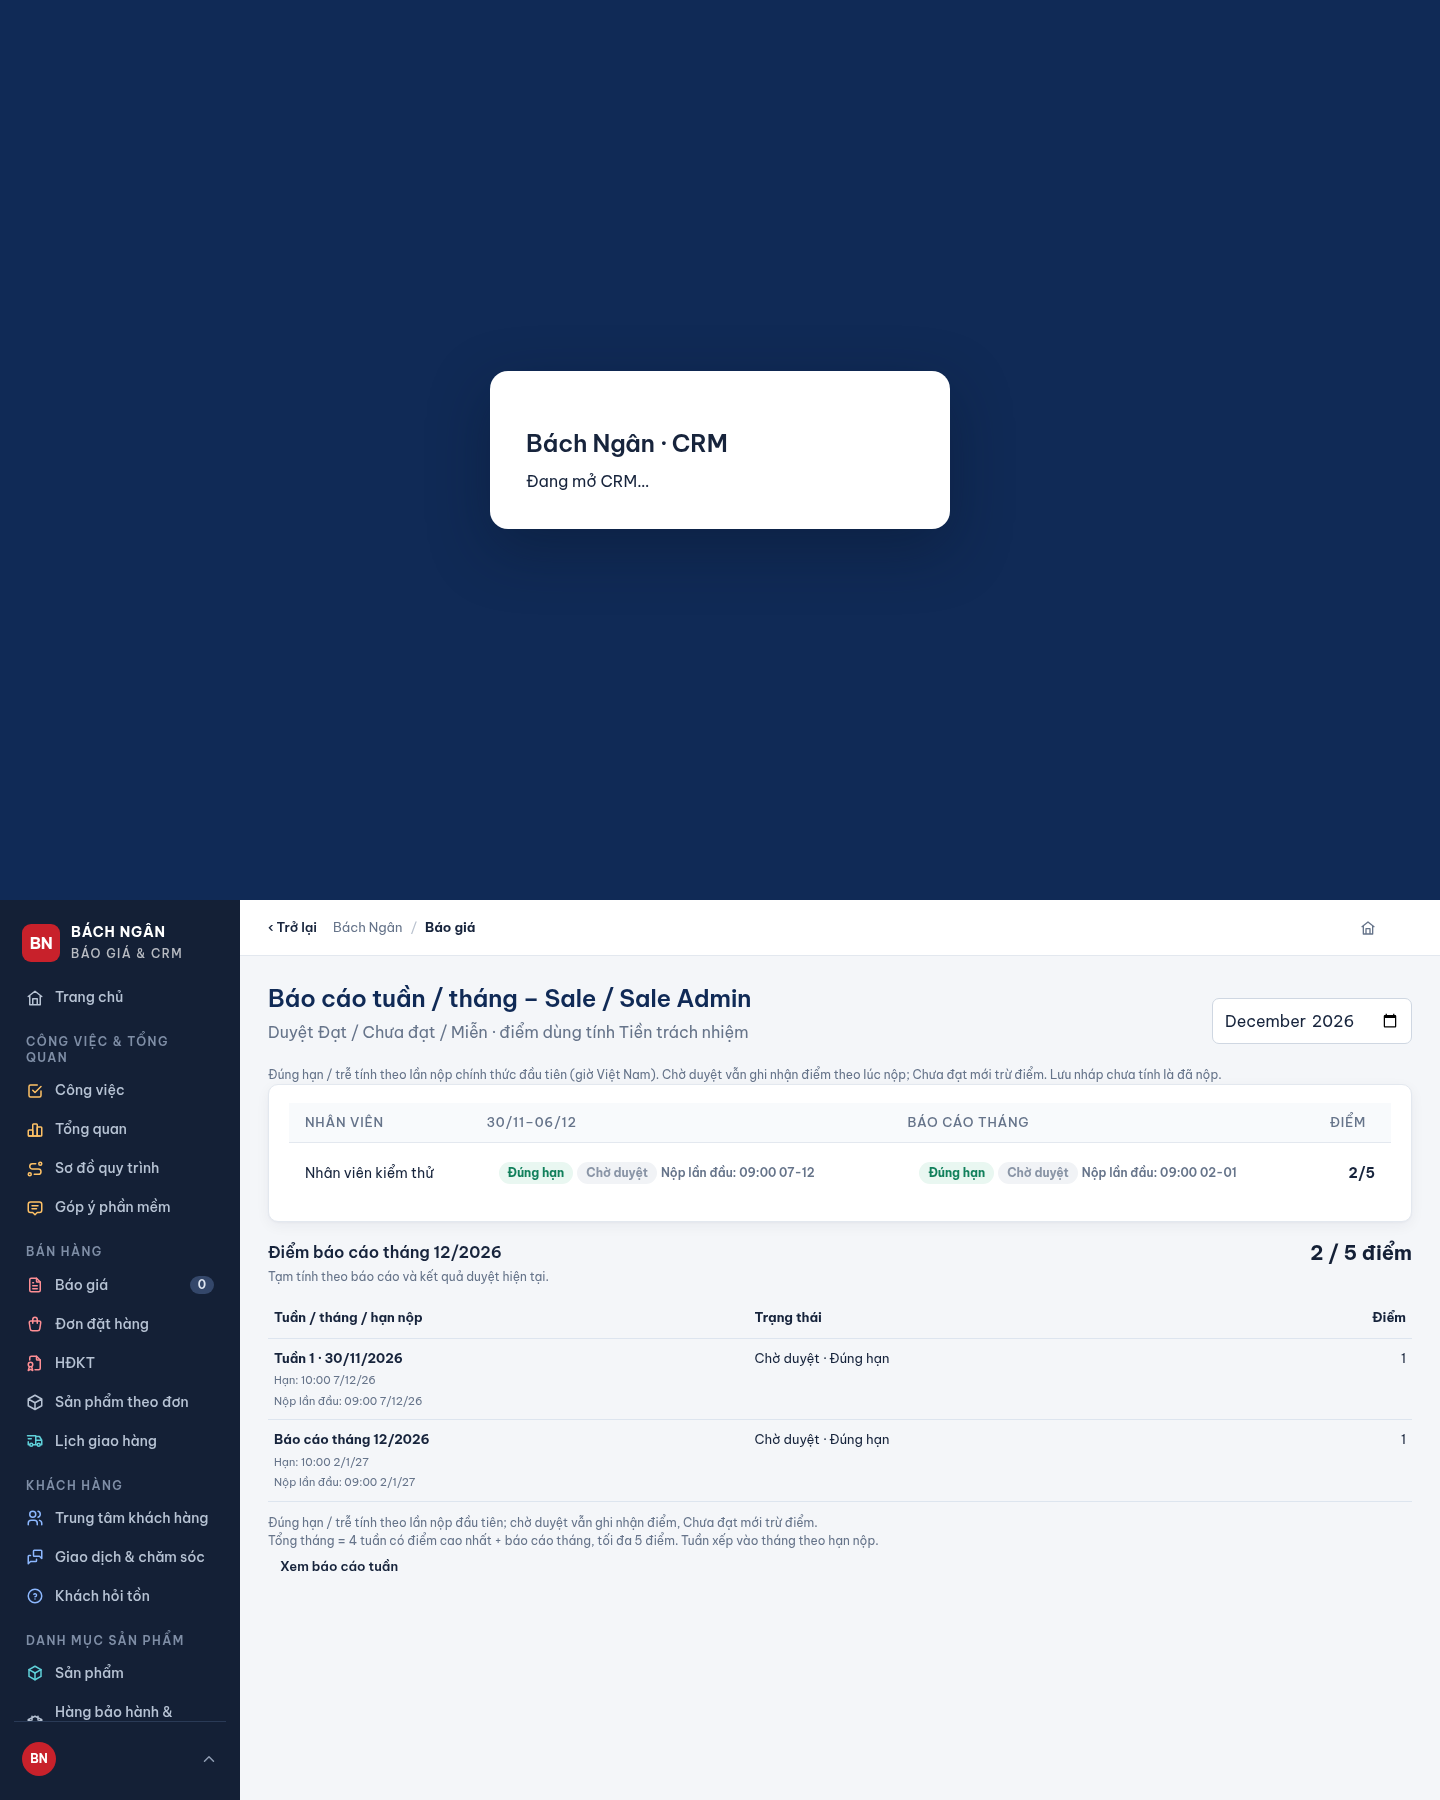 Bách Ngân · CRM
Đang mở CRM...
BN
BÁCH NGÂN
BÁO GIÁ & CRM
Trang chủ
CÔNG VIỆC & TỔNG
QUAN
Công việc
Tổng quan
Sơ đồ quy trình
Góp ý phần mềm
BÁN HÀNG
Báo giá 0
Đơn đặt hàng
HĐKT
Sản phẩm theo đơn
Lịch giao hàng
KHÁCH HÀNG
Trung tâm khách hàng
Giao dịch & chăm sóc
Khách hỏi tồn
DANH MỤC SẢN PHẨM
Sản phẩm
Hàng bảo hành &
BN
‹ Trở lại Bách Ngân / Báo giá
Báo cáo tuần / tháng – Sale / Sale Admin
Duyệt Đạt / Chưa đạt / Miễn · điểm dùng tính Tiền trách nhiệm
December 2026
Đúng hạn / trễ tính theo lần nộp chính thức đầu tiên (giờ Việt Nam). Chờ duyệt vẫn ghi nhận điểm theo lúc nộp; Chưa đạt mới trừ điểm. Lưu nháp chưa tính là đã nộp.
NHÂN VIÊN 30/11–06/12 BÁO CÁO THÁNG ĐIỂM
Nhân viên kiểm thử Đúng hạn Chờ duyệt Nộp lần đầu: 09:00 07-12 Đúng hạn Chờ duyệt Nộp lần đầu: 09:00 02-01 2/5
Điểm báo cáo tháng 12/2026 2 / 5 điểm
Tạm tính theo báo cáo và kết quả duyệt hiện tại.
Tuần / tháng / hạn nộp Trạng thái Điểm
Tuần 1 · 30/11/2026 Chờ duyệt · Đúng hạn 1
Hạn: 10:00 7/12/26
Nộp lần đầu: 09:00 7/12/26
Báo cáo tháng 12/2026 Chờ duyệt · Đúng hạn 1
Hạn: 10:00 2/1/27
Nộp lần đầu: 09:00 2/1/27
Đúng hạn / trễ tính theo lần nộp đầu tiên; chờ duyệt vẫn ghi nhận điểm, Chưa đạt mới trừ điểm.
Tổng tháng = 4 tuần có điểm cao nhất + báo cáo tháng, tối đa 5 điểm. Tuần xếp vào tháng theo hạn nộp.
Xem báo cáo tuần